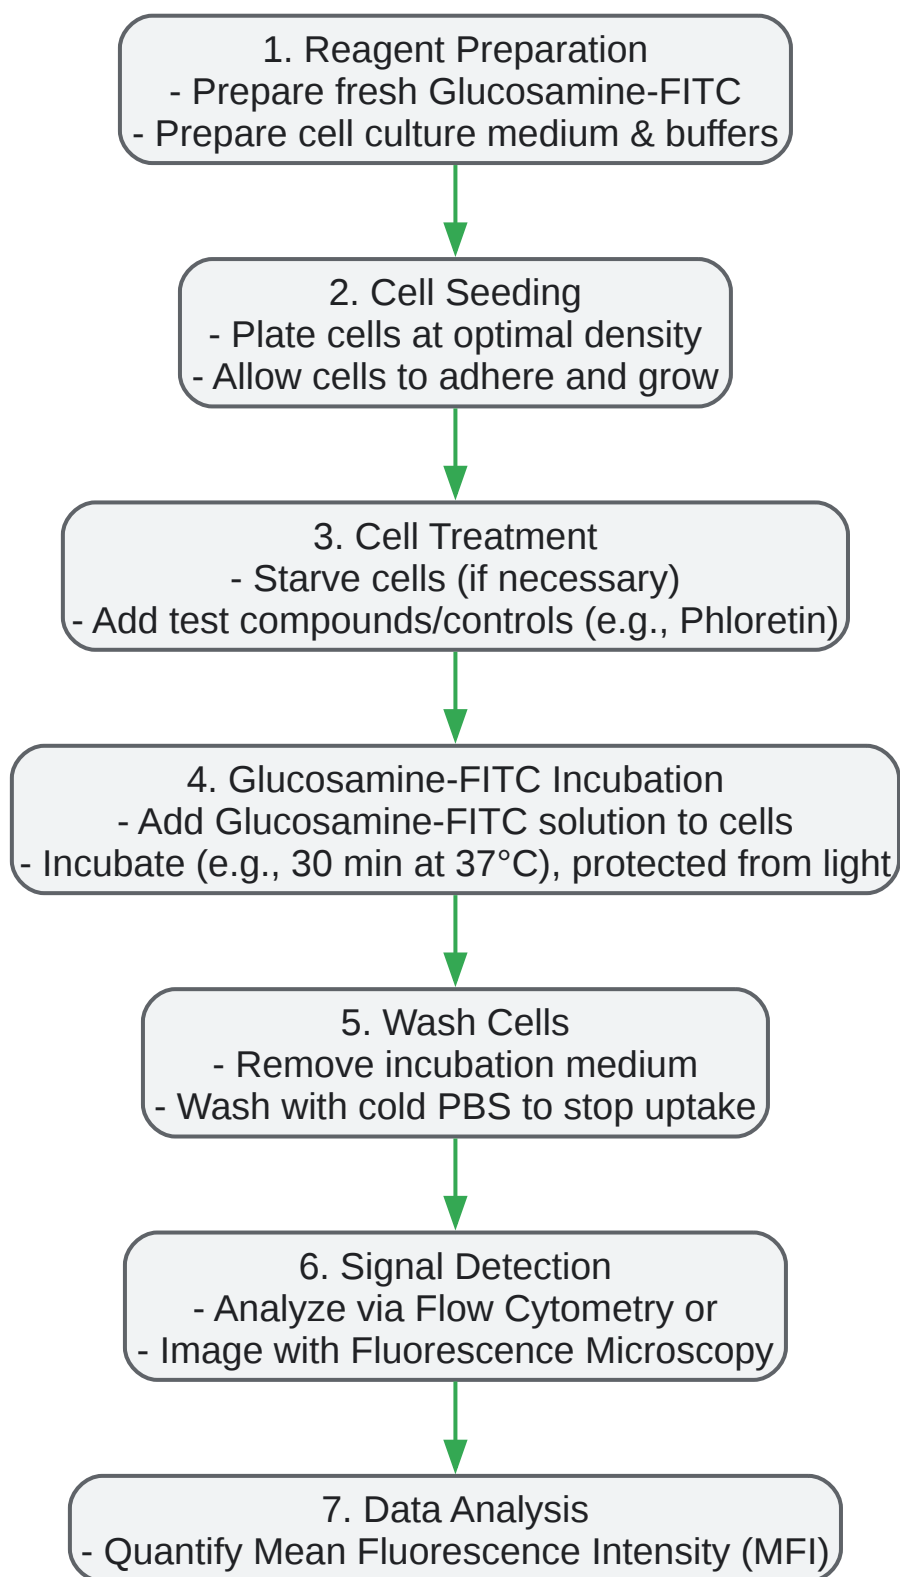 1. Reagent Preparation
- Prepare fresh Glucosamine-FITC
- Prepare cell culture medium & buffers
2. Cell Seeding
- Plate cells at optimal density
- Allow cells to adhere and grow
3. Cell Treatment
- Starve cells (if necessary)
- Add test compounds/controls (e.g., Phloretin)
4. Glucosamine-FITC Incubation
- Add Glucosamine-FITC solution to cells
- Incubate (e.g., 30 min at 37°C), protected from light
5. Wash Cells
- Remove incubation medium
- Wash with cold PBS to stop uptake
6. Signal Detection
- Analyze via Flow Cytometry or
- Image with Fluorescence Microscopy
7. Data Analysis
- Quantify Mean Fluorescence Intensity (MFI)